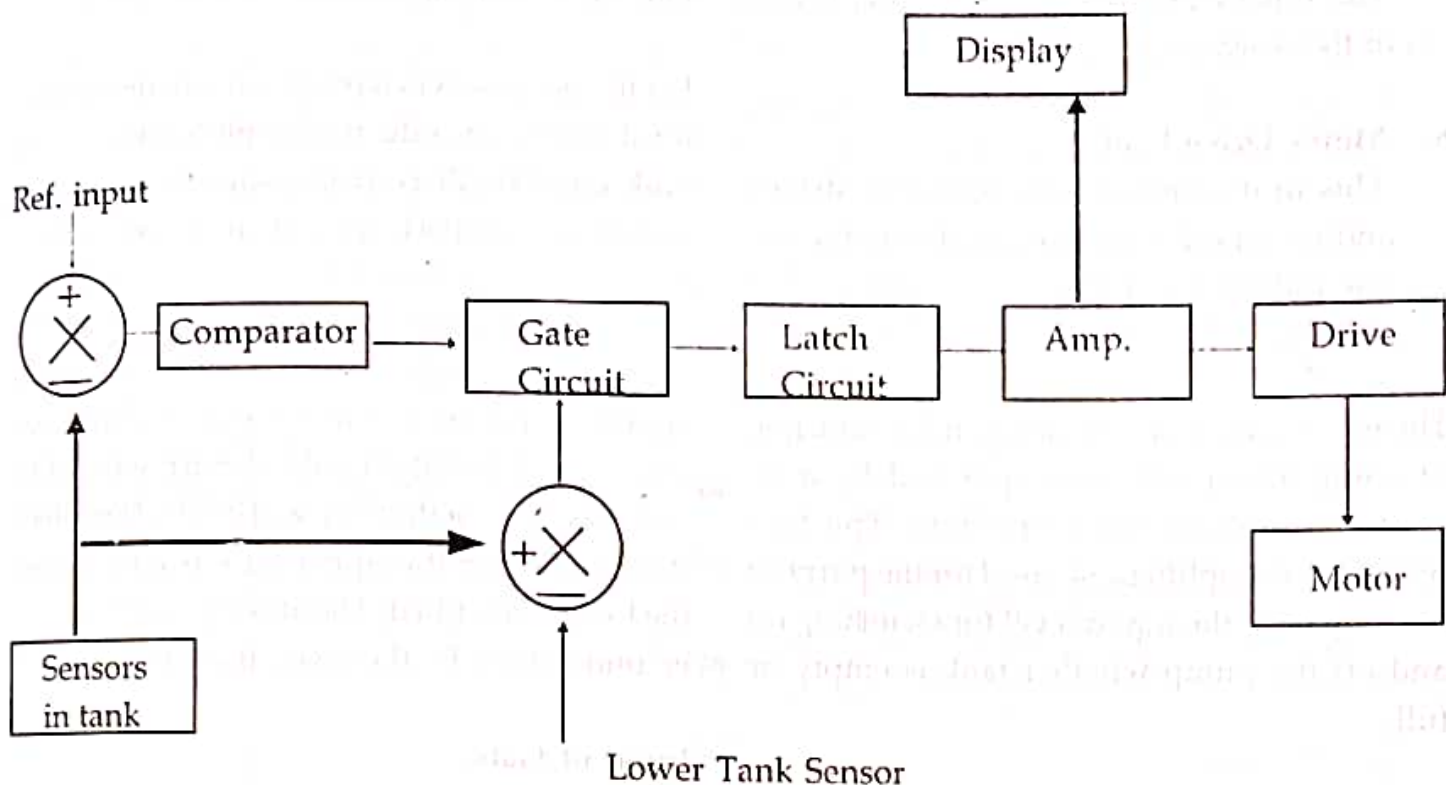 Display
Ref. input
+
Comparator
Gate
Circuit
Latch
Circuit
Amp.
Drive
+
Motor
Sensors
in tank
Lower Tank Sensor